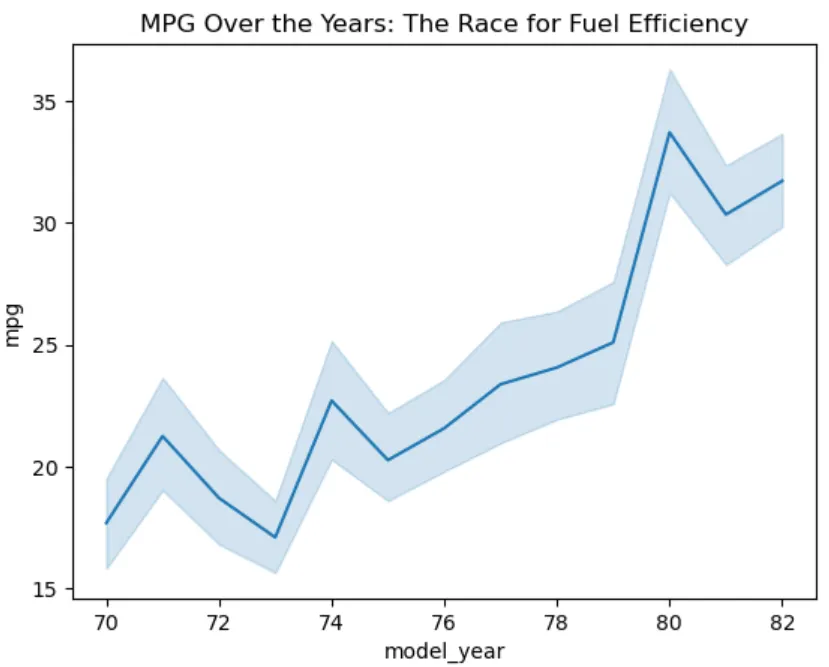 MPG Over the Years: The Race for Fuel Efficiency
35
30
25
20
15
mpg
70 72 74 76 78 80 82
model_year